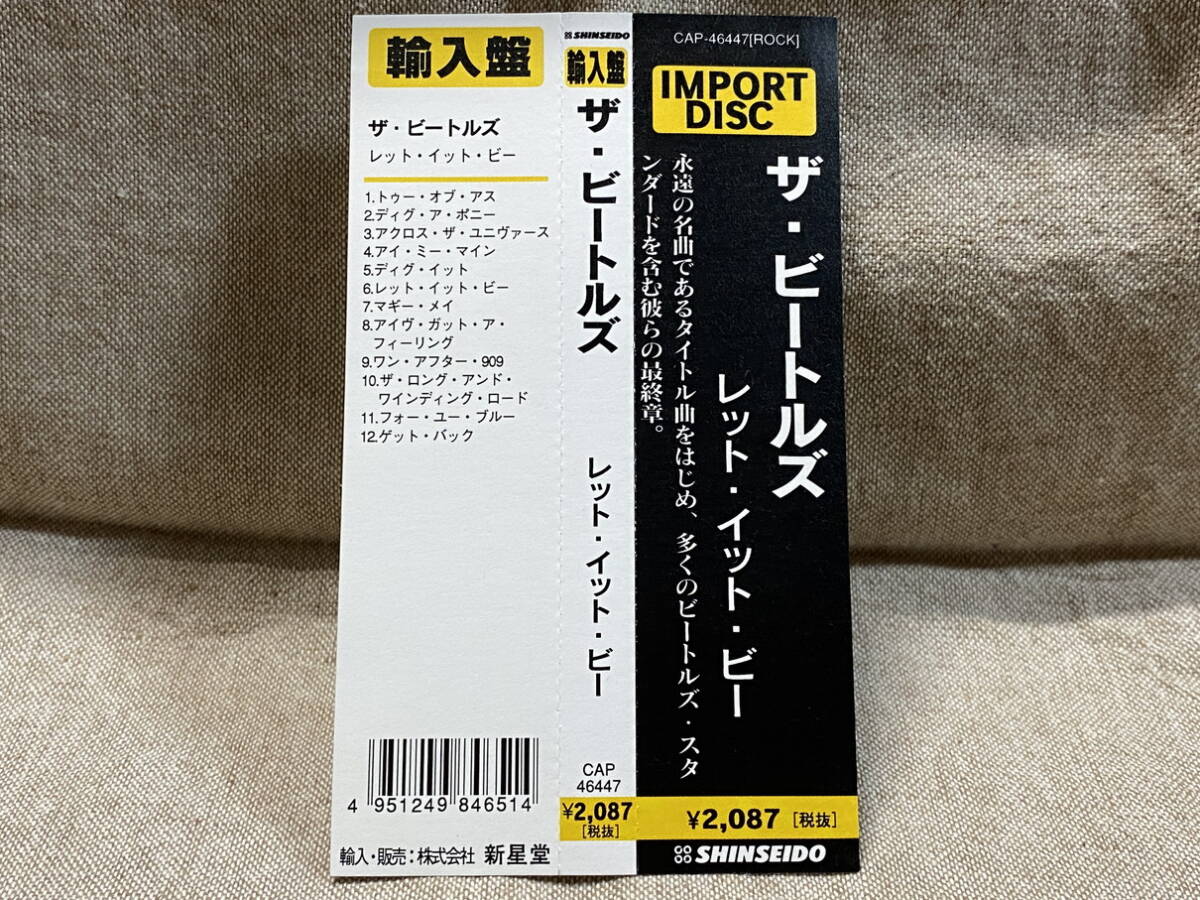 輸入盤
ザ・ビートルズ
レット・イット・ビー
1.トゥー・オブ・アス
2.ディグ・ア・ポニー
3.アクロス・ザ・ユニヴァース
4.アイ・ミー・マイン
5.ディグ・イット
6.レット・イット・ビー
7.マギー・メイ
8.アイヴ・ガット・ア・
フィーリング
9.ワン・アフター・909
10.ザ・ロング・アンド・
ワインディング・ロード
11.フォー・ユー・ブルー
12.ゲット・バック
4 951249 846514
輸入・販売:株式会社 新星堂
SHINSEIDO
輸入盤
ザ・ビートルズ
レット・イット・ビー
CAP
46447
¥2,087
[税抜]
CAP-46447[ROCK]
IMPORT
DISC
ザ・ビートルズ
レット・イット・ビー
永遠の名曲であるタイトル曲をはじめ、多くのビートルズ・スタ
ンダードを含む彼らの最終章。
¥2,087 [税抜]
SHINSEIDO